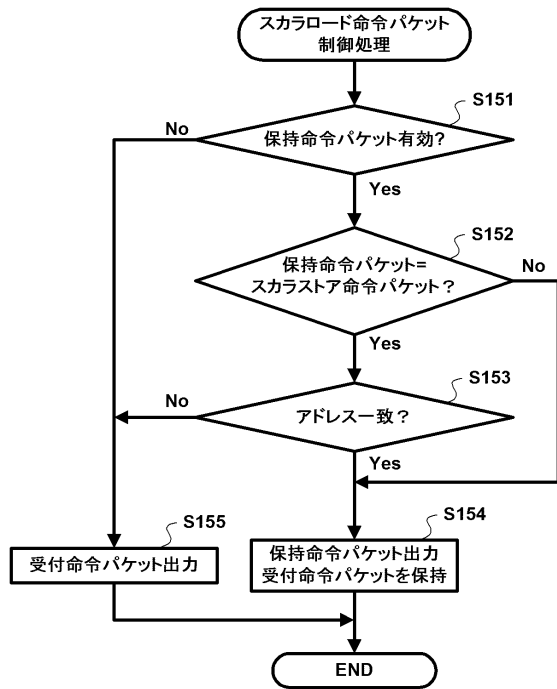 スカラロード命令パケット
制御処理
S151
No
保持命令パケット有効?
Yes
S152
保持命令パケット=
スカラストア命令パケット?
No
Yes
S153
No
アドレス一致?
Yes
S155
S154
受付命令パケット出力
保持命令パケット出力
受付命令パケットを保持
END